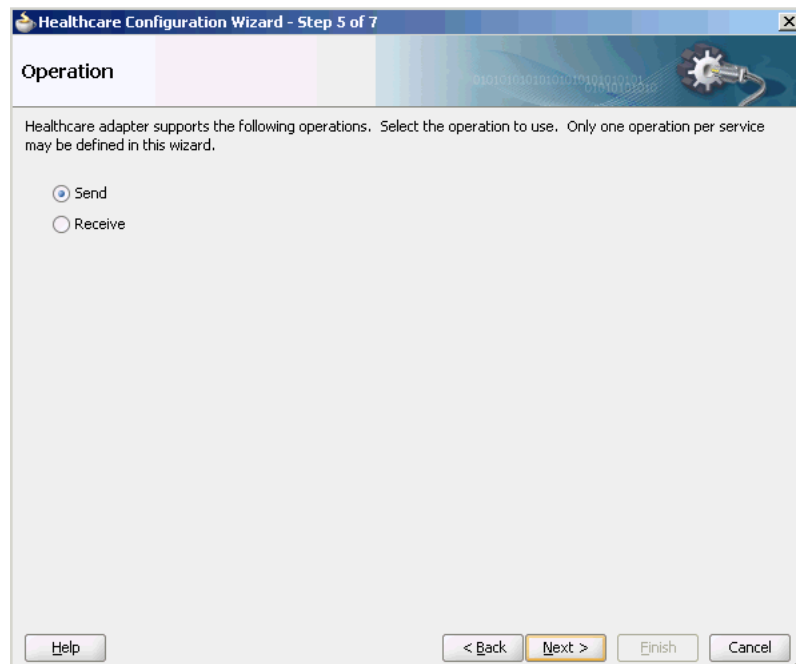 Healthcare Configuration Wizard - Step 5 of 7
Operation
Healthcare adapter supports the following operations. Select the operation to use. Only one operation per service
may be defined in this wizard.
Send
Receive
Help
< Back
Next >
Finish
Cancel